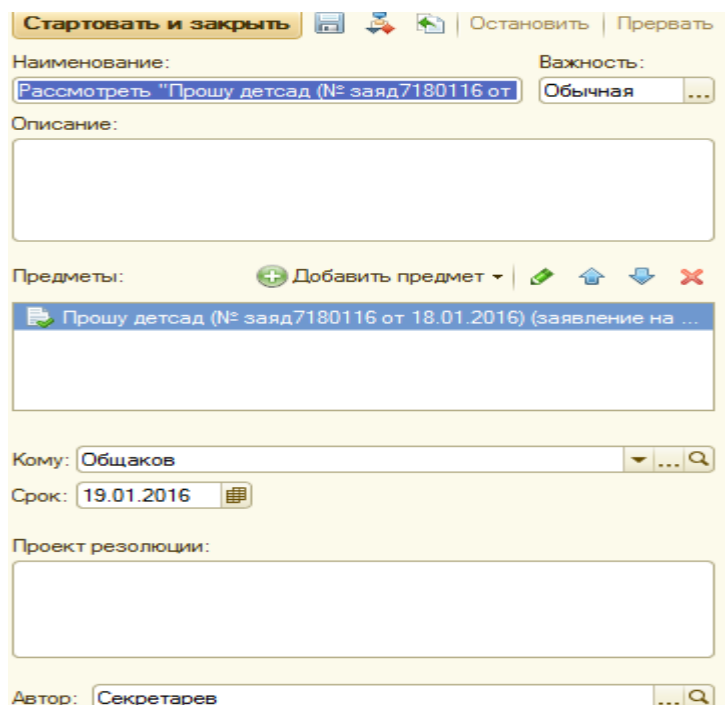 Стартовать и закрыть Остановить Прервать
Наименование: Важность:
Рассмотреть "Прошу детсад (№ заяд7180116 от Обычная ...
Описание:
Предметы: Добавить предмет
Прошу детсад (№ заяд7180116 от 18.01.2016) (заявление на ...
Кому: Общаков ...
Срок: 19.01.2016
Проект резолюции:
Автор: Секретарев ...